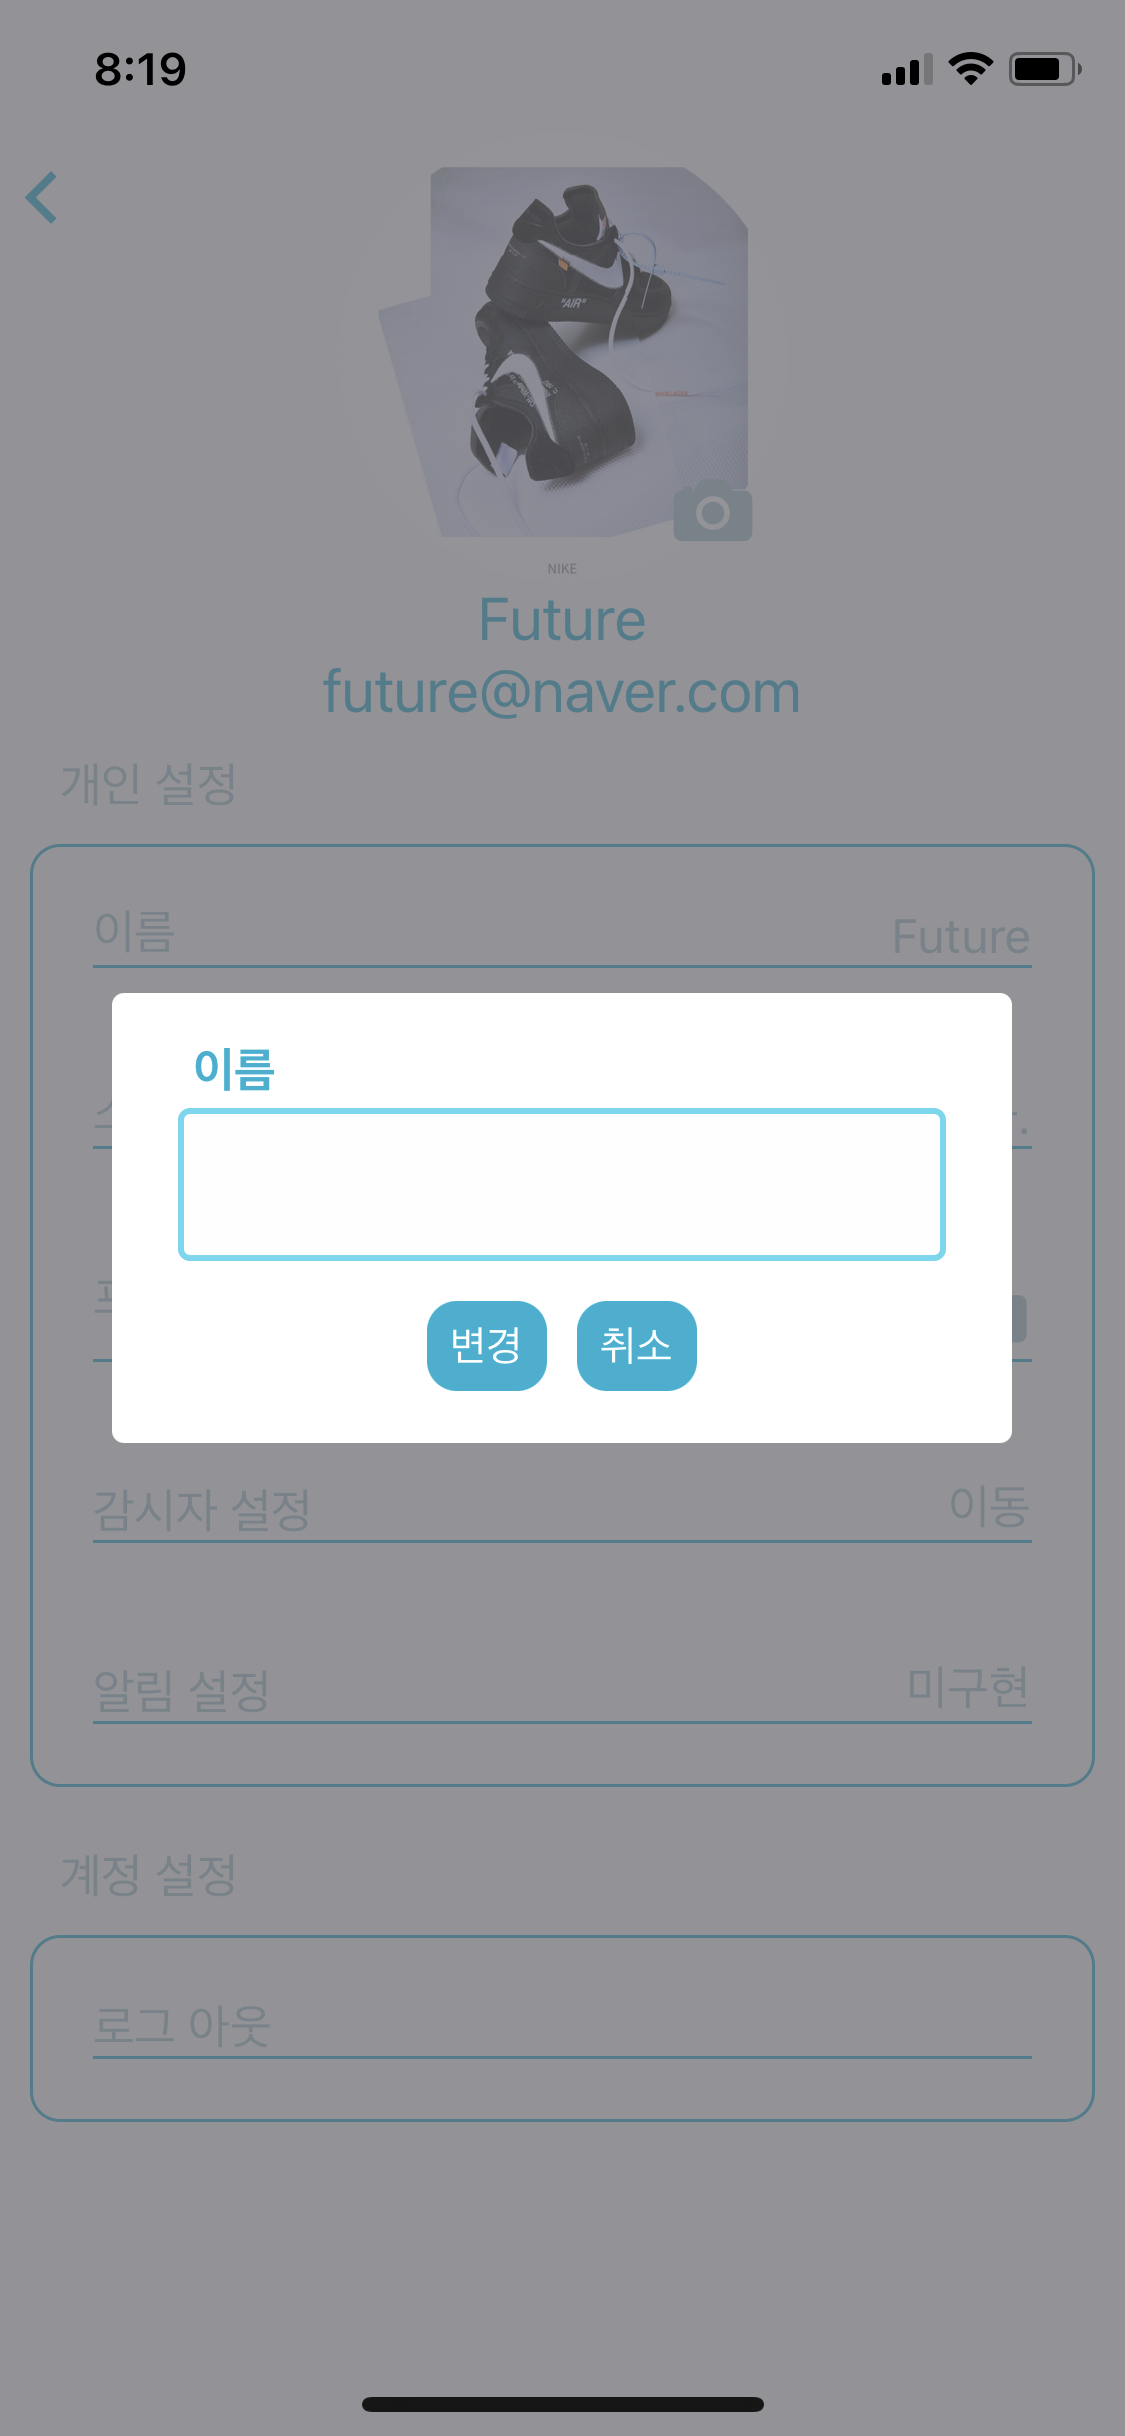 8:19
"AIR"
NIKE
Future
future@naver.com
개인 설정
이름
Future
이름
변경
취소
감시자 설정
이동
알림 설정
미구현
계정 설정
로그 아웃